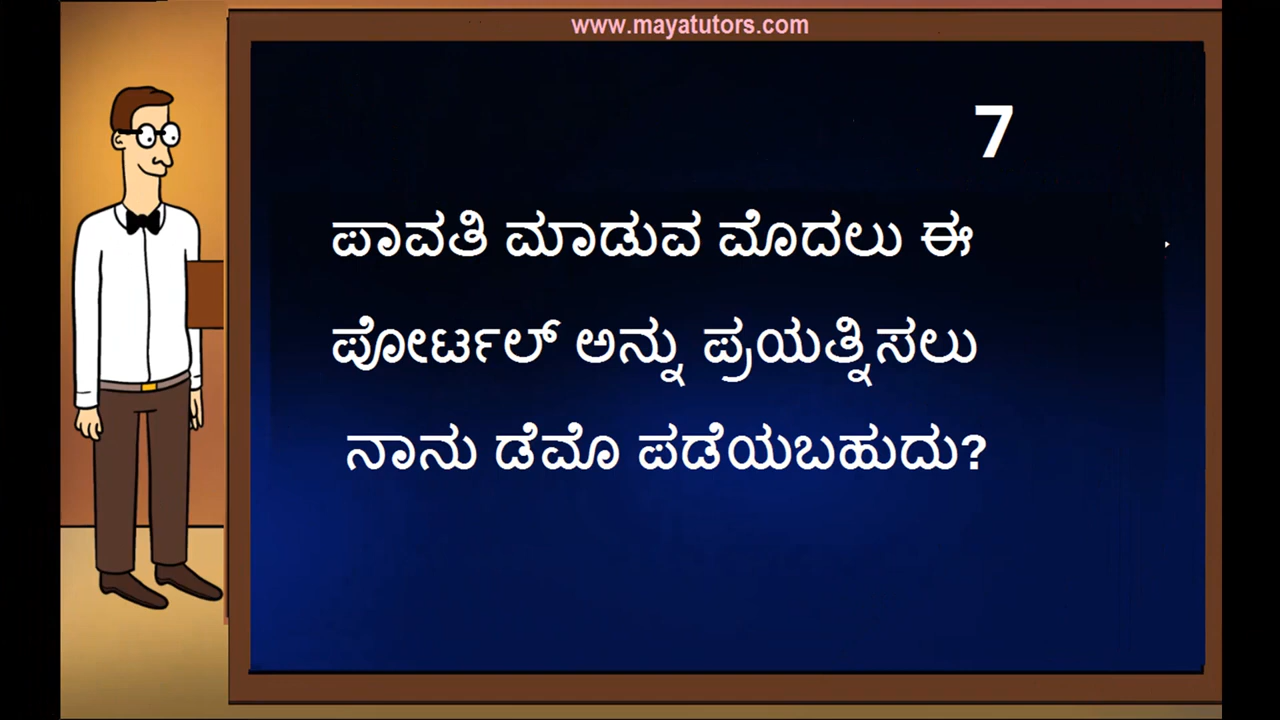 www.mayatutors.com
7
ಪಾವತಿ ಮಾಡುವ ಮೊದಲು ಈ
ಪೋರ್ಟಲ್ ಅನ್ನು ಪ್ರಯತ್ನಿಸಲು
ನಾನು ಡೆಮೊ ಪಡೆಯಬಹುದು?